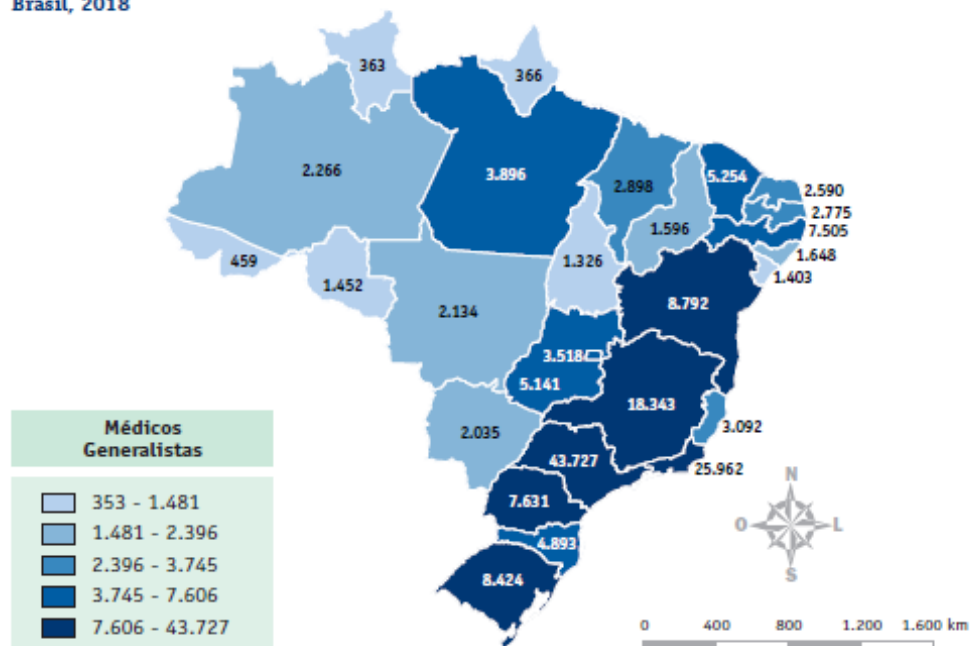 Brasil, 2018
363
366
2.266
3.896
2.898
5.254
2.590
2.775
1.596
7.505
1.648
459
1.452
1.326
1.403
8.792
2.134
3.518
5.141
18.343
2.035
3.092
43.727
25.962
7.631
4.893
8.424
Médicos
Generalistas
353 - 1.481
1.481 - 2.396
2.396 - 3.745
3.745 - 7.606
7.606 - 43.727
N
O
L
S
0 400 800 1.200 1.600 km